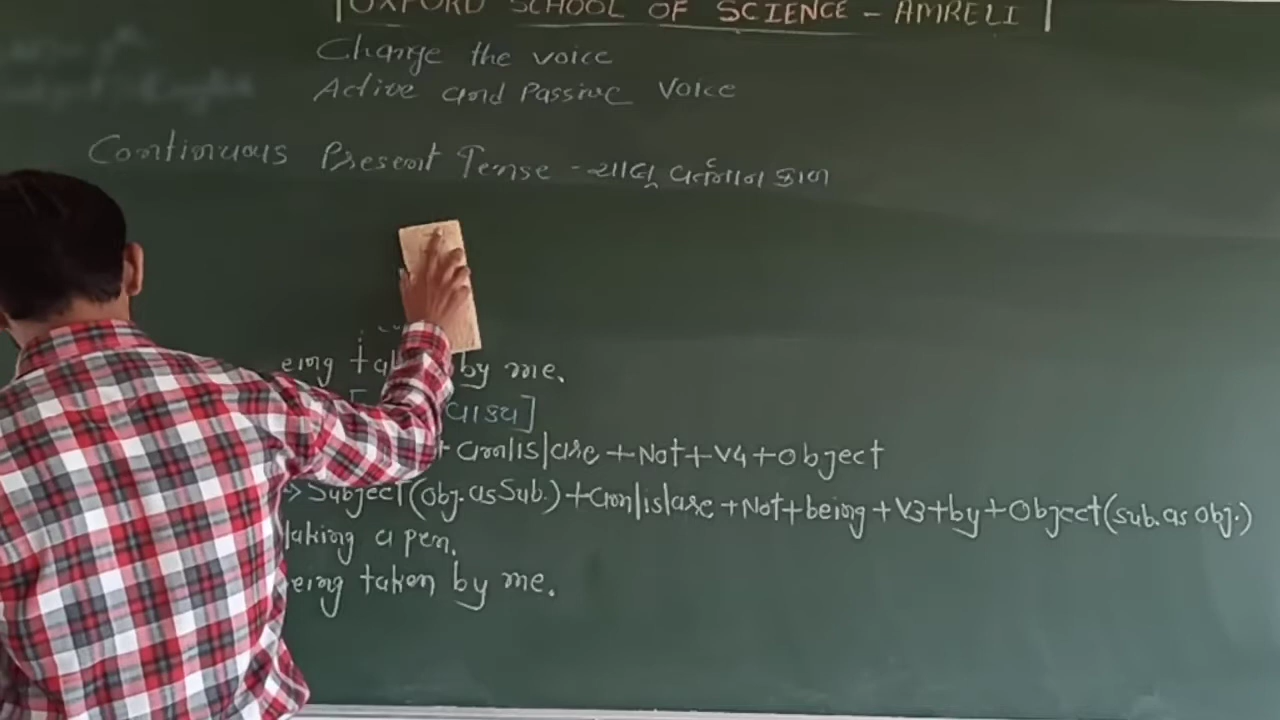 OXFORD SCHOOL OF SCIENCE - AMRELI
Change the voice
Active and Passive Voice
Continuous Present Tense - ચાલુ વર્તમાન કાળ
eing by me.
વાક્ય]
+ am/is/are + Not + V4 + Object
→ Subject (Obj. as Sub.) + am/is/are + Not + being + V3 + by + Object (sub. as obj.)
taking a pen.
eing taken by me.